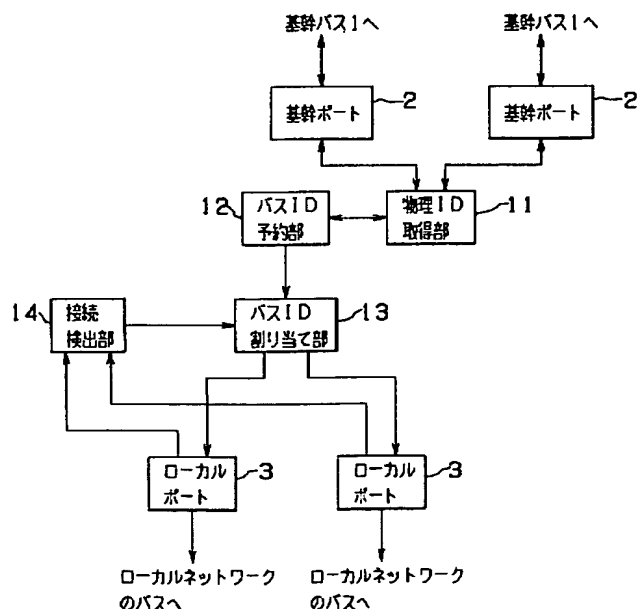 基幹バス1へ 基幹バス1へ
基幹ポート 2 基幹ポート 2
12 バスID
予約部
物理ID
取得部 11
14 接続
検出部
バスID
割り当て部 13
ローカル
ポート 3
ローカル
ポート 3
ローカルネットワーク
のバスへ
ローカルネットワーク
のバスへ